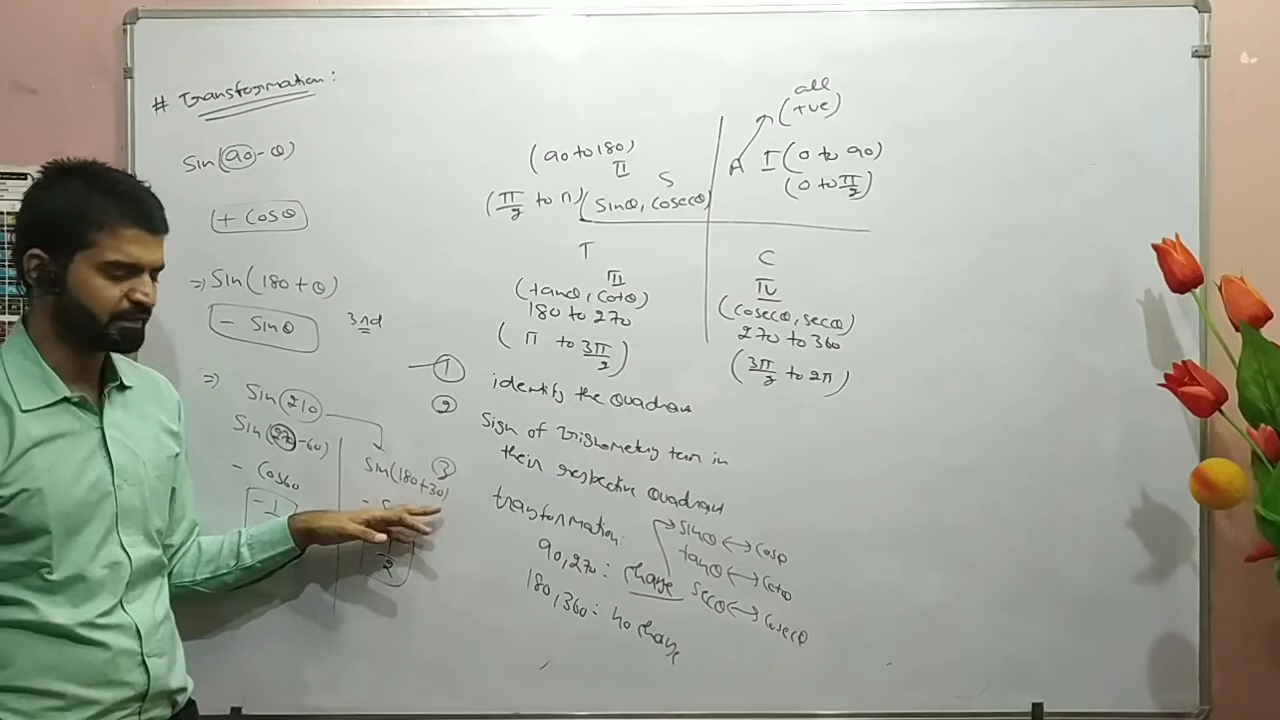 # Transformation:
Sin(90-θ)
+ Cosθ
⇒ Sin(180+θ)
- Sinθ 3rd
⇒ Sin(210)
Sin(270-60)
- Cos60
-1
Sin(180+30)
-
2
all
(+ve)
A I (0 to 90)
(0 to π/2)
(90 to 180)
II
S
(π/2 to π) (Sinθ, Cosecθ)
T
III
(tanθ, Cotθ)
180 to 270
(π to 3π/2)
C
IV
(Cosecθ, Secθ)
270 to 360
(3π/2 to 2π)
① identify the Quadrant
② Sign of Trignometry term in
their respective Quadrant
③ transformation:
90,270: change
180,360: no change
Sinθ ↔ Cosθ
tanθ ↔ Cotθ
Secθ ↔ Cosecθ